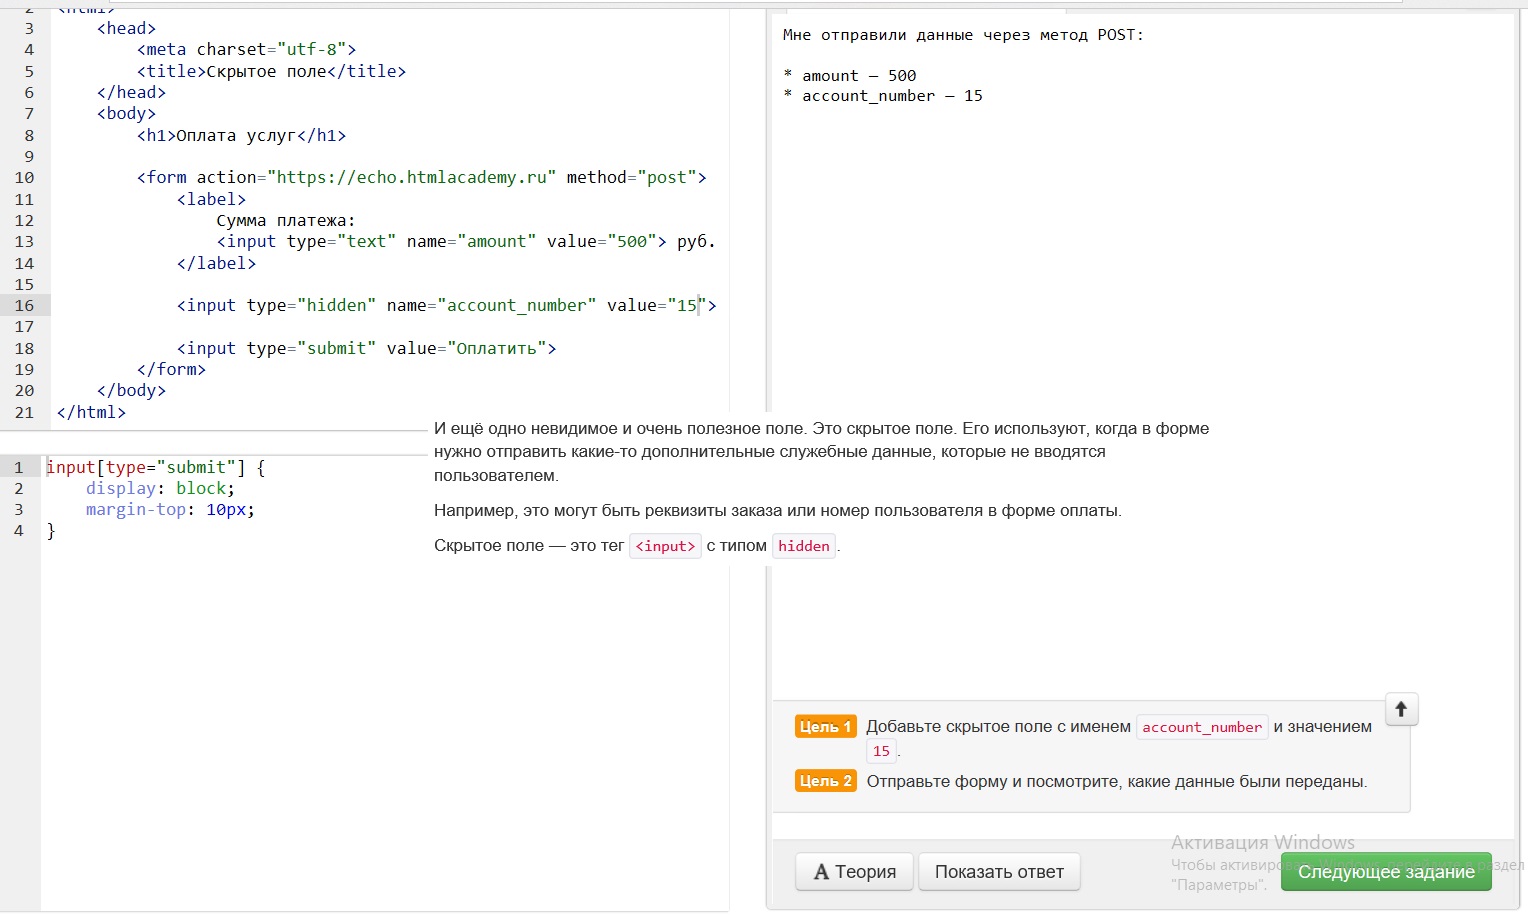 2 <html>
3 <head>
4 <meta charset="utf-8">
5 <title>Скрытое поле</title>
6 </head>
7 <body>
8 <h1>Оплата услуг</h1>
9
10 <form action="https://echo.htmlacademy.ru" method="post">
11 <label>
12 Сумма платежа:
13 <input type="text" name="amount" value="500"> руб.
14 </label>
15
16 <input type="hidden" name="account_number" value="15">
17
18 <input type="submit" value="Оплатить">
19 </form>
20 </body>
21 </html>
1 input[type="submit"] {
2 display: block;
3 margin-top: 10px;
4 }
И ещё одно невидимое и очень полезное поле. Это скрытое поле. Его используют, когда в форме
нужно отправить какие-то дополнительные служебные данные, которые не вводятся
пользователем.
Например, это могут быть реквизиты заказа или номер пользователя в форме оплаты.
Скрытое поле — это тег <input> с типом hidden.
Мне отправили данные через метод POST:
* amount — 500
* account_number — 15
Цель 1 Добавьте скрытое поле с именем account_number и значением
15.
Цель 2 Отправьте форму и посмотрите, какие данные были переданы.
A Теория
Показать ответ
Следующее задание
Активация Windows
Чтобы активировать Windows, перейдите в раздел
"Параметры".